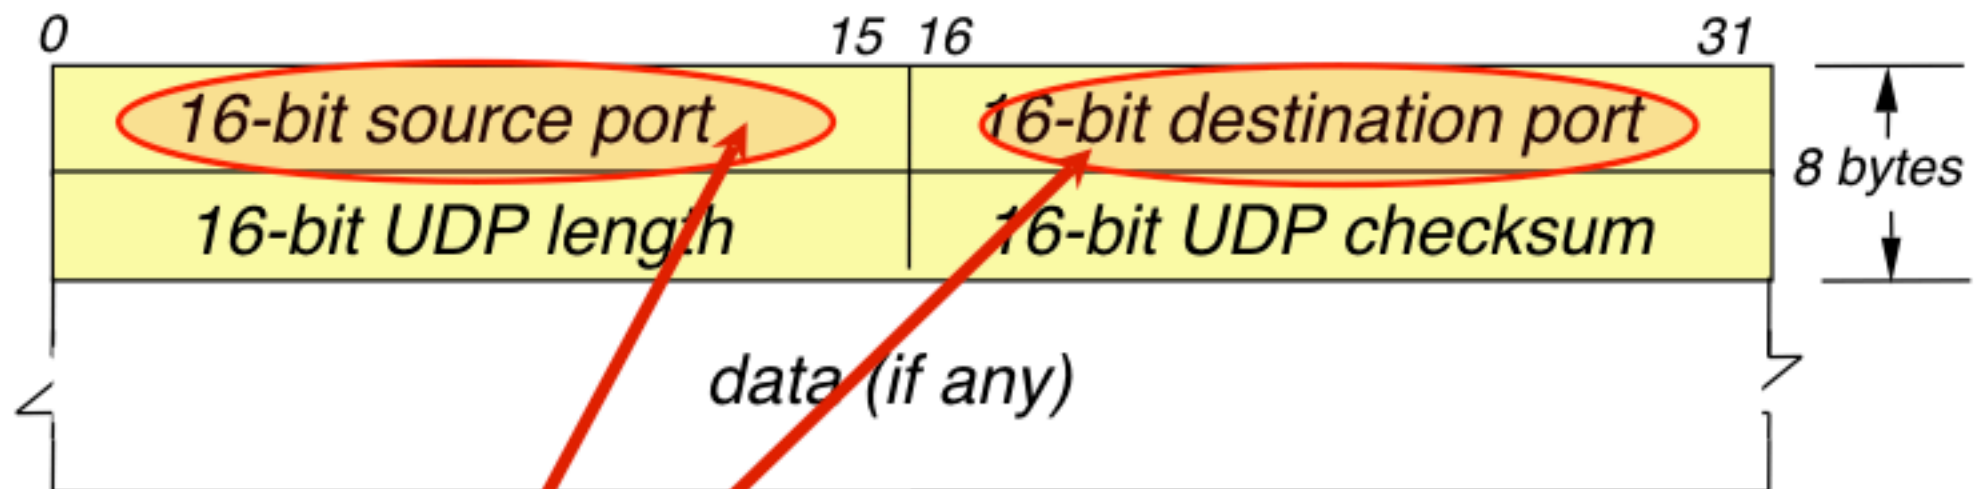 0 15 16 31
16-bit source port 16-bit destination port
8 bytes
16-bit UDP length 16-bit UDP checksum
data (if any)